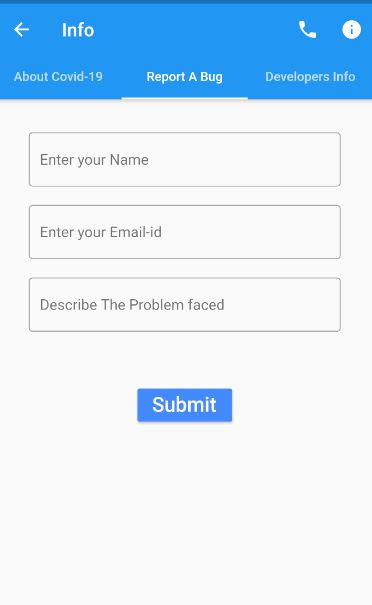 Info
About Covid-19 Report A Bug Developers Info
Enter your Name
Enter your Email-id
Describe The Problem faced
Submit